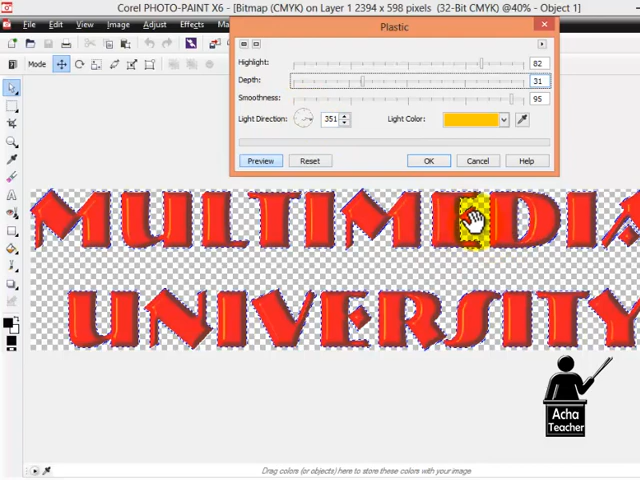 Corel PHOTO-PAINT X6 - [Bitmap (CMYK) on Layer 1 2394 x 598 pixels (32-Bit CMYK) @40% - Object 1]
File Edit View Image Adjust Effects
Plastic
Mode
Highlight: 82
Depth: 31
Smoothness: 95
Light Direction: 351 Light Color:
Preview Reset OK Cancel Help
MULTIMEDIA
UNIVERSITY
Acha
Teacher
Drag colors (or objects) here to store these colors with your image